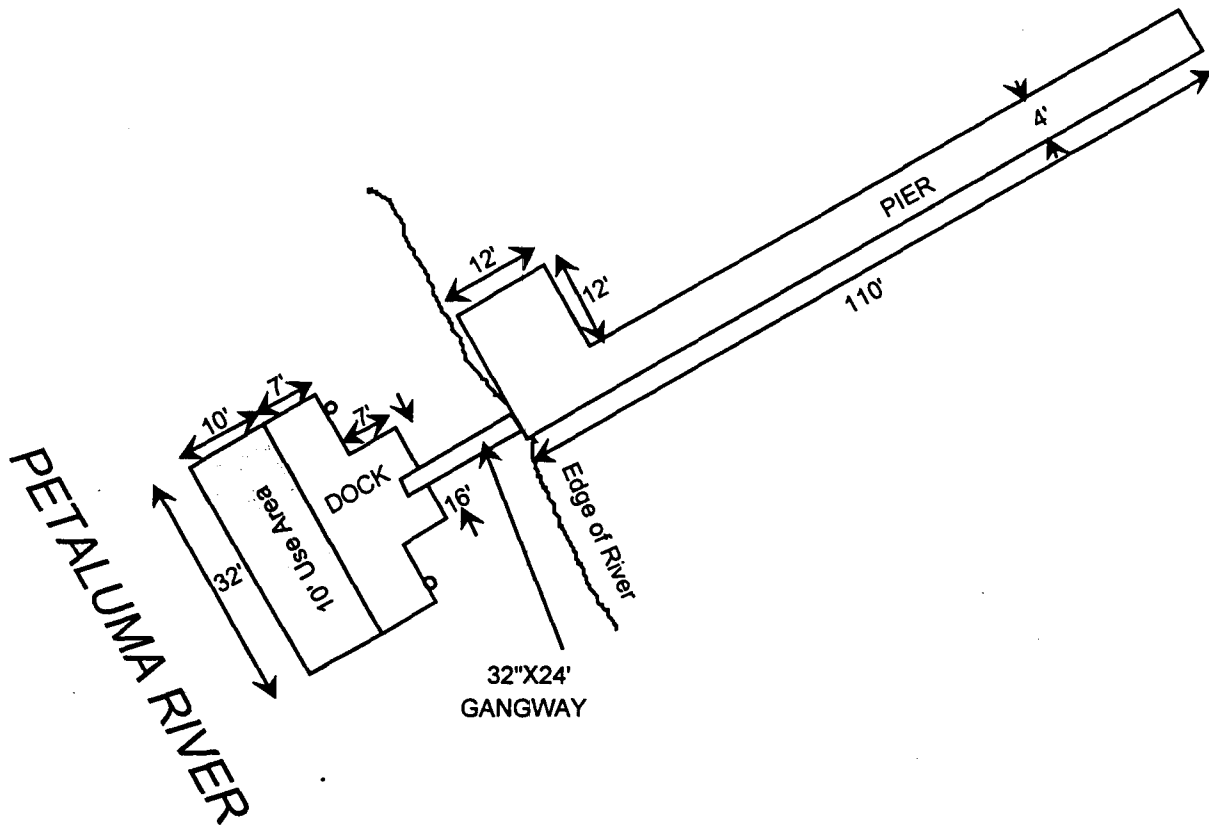 4'
PIER
110'
12'
12'
7'
10'
7'
DOCK
16'
10' Use Area
32'
Edge of River
32"X24'
GANGWAY
PETALUMA RIVER